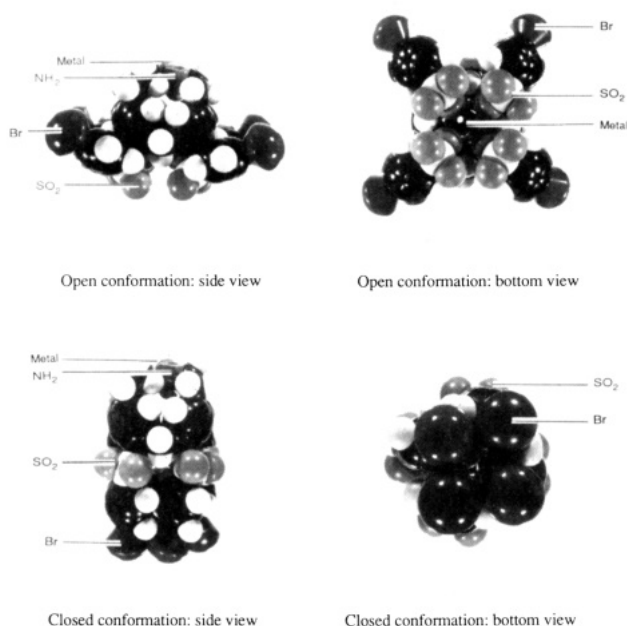 Metal
NH2
Br
SO2
Br
SO2
Metal
Open conformation: side view
Open conformation: bottom view
Metal
NH2
SO2
Br
SO2
Br
Closed conformation: side view
Closed conformation: bottom view